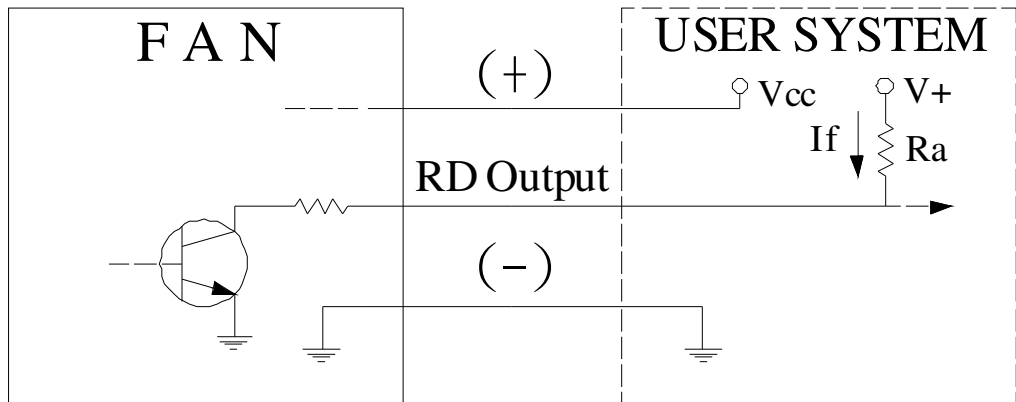 F A N
USER SYSTEM
(+)
Vcc
V+
If
Ra
RD Output
(-)